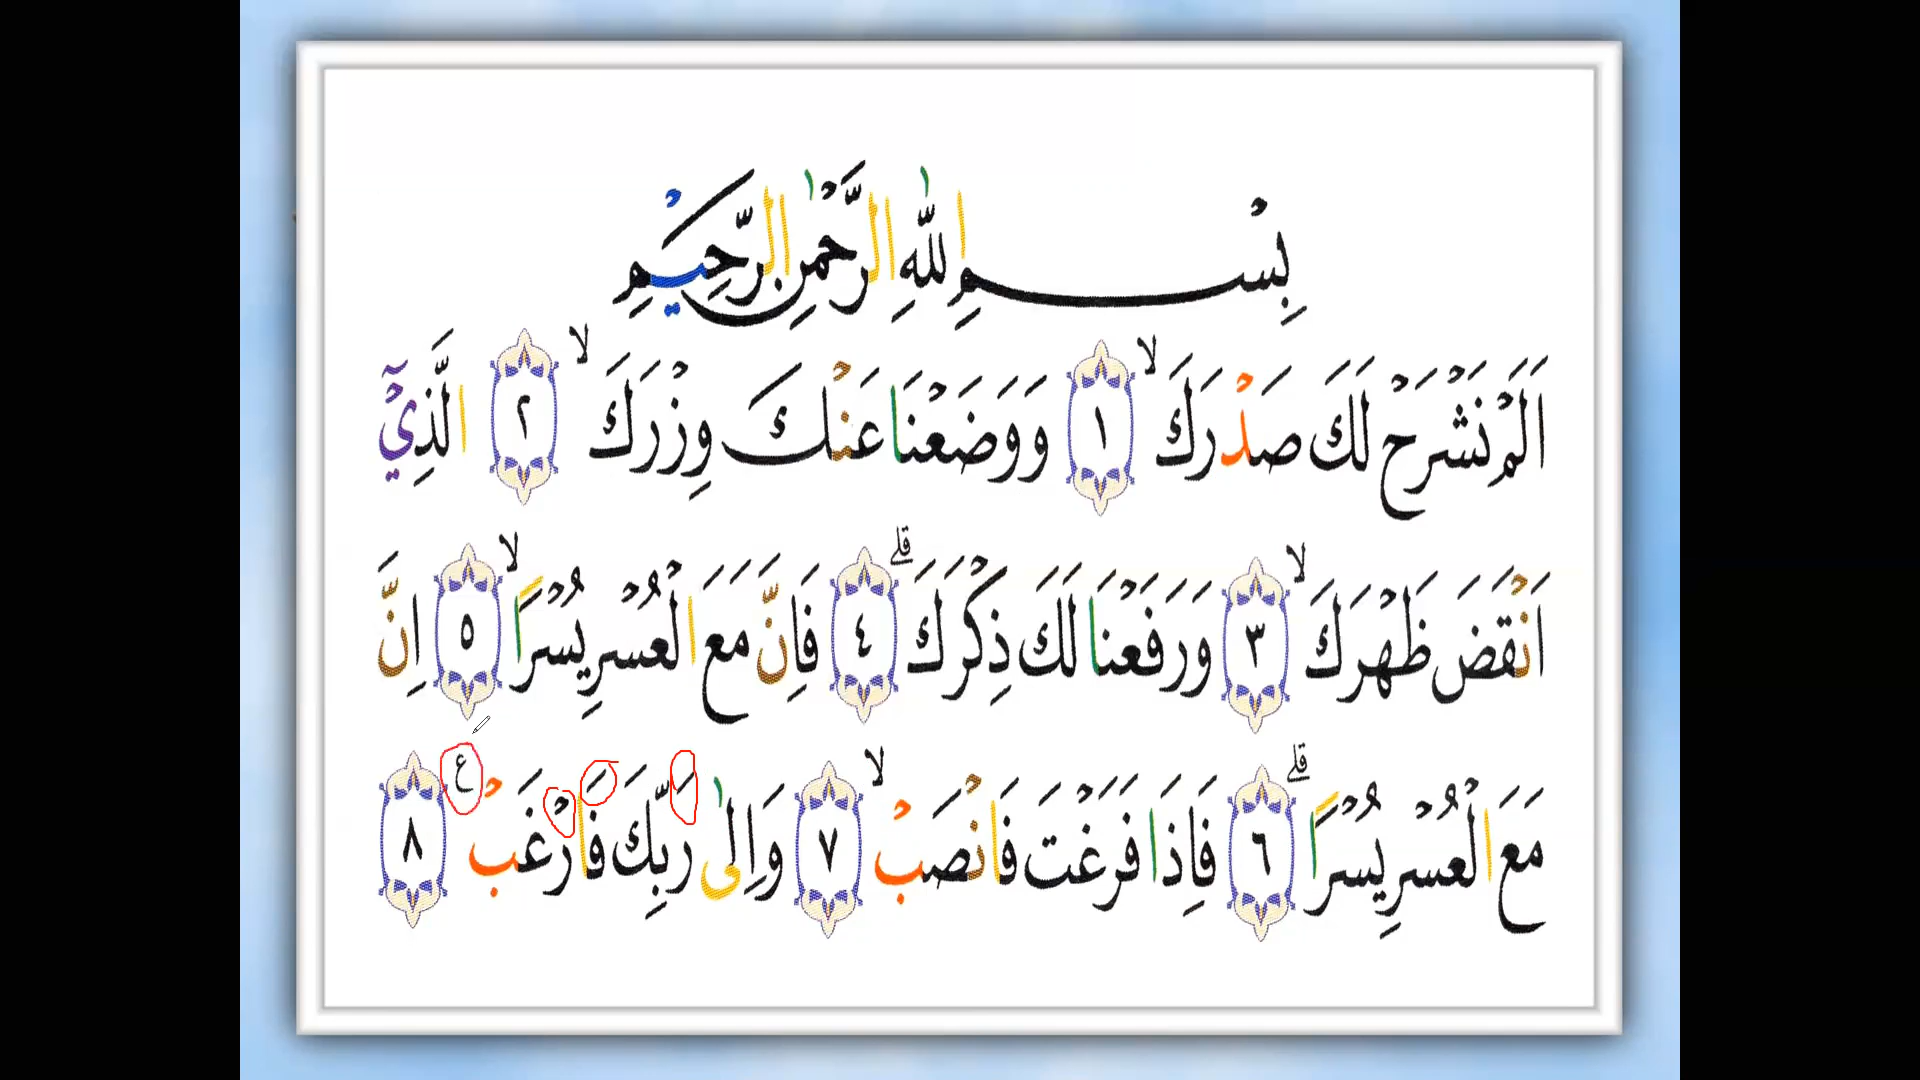 بِسْمِ اللّٰهِ الرَّحْمٰنِ الرَّحِيْمِ
اَلَمْ نَشْرَحْ لَكَ صَدْرَكَ ۙ ﴿١﴾ وَوَضَعْنَا عَنْكَ وِزْرَكَ ۙ ﴿٢﴾ الَّذِيْٓ
اَنْقَضَ ظَهْرَكَ ۙ ﴿٣﴾ وَرَفَعْنَا لَكَ ذِكْرَكَ ۗ ﴿٤﴾ فَاِنَّ مَعَ الْعُسْرِ يُسْرًا ۙ ﴿٥﴾ اِنَّ
مَعَ الْعُسْرِ يُسْرًا ۗ ﴿٦﴾ فَاِذَا فَرَغْتَ فَانْصَبْ ۙ ﴿٧﴾ وَاِلٰى رَبِّكَ فَارْغَبْ ع ﴿٨﴾